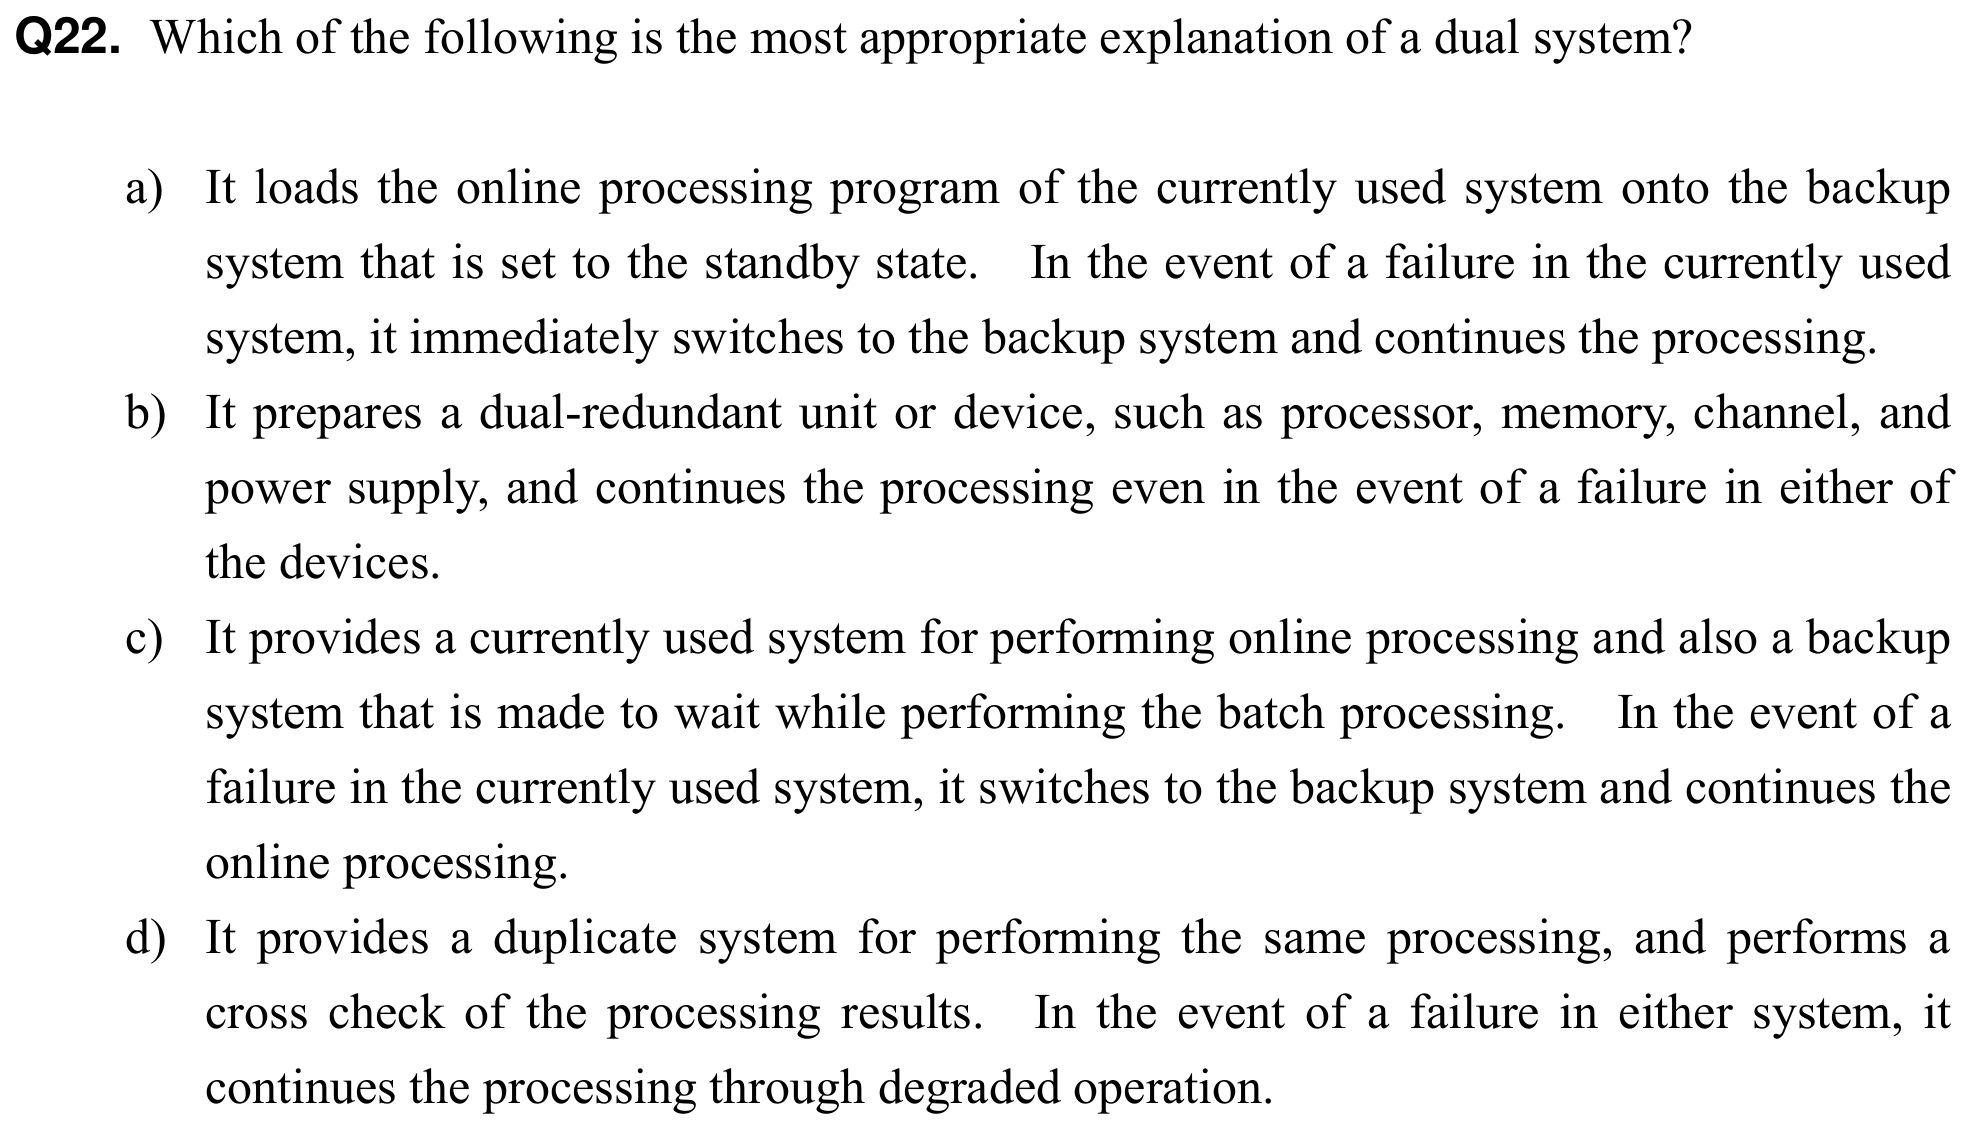 Q22. Which of the following is the most appropriate explanation of a dual system?
a) It loads the online processing program of the currently used system onto the backup
system that is set to the standby state. In the event of a failure in the currently used
system, it immediately switches to the backup system and continues the processing.
b) It prepares a dual-redundant unit or device, such as processor, memory, channel, and
power supply, and continues the processing even in the event of a failure in either of
the devices.
c) It provides a currently used system for performing online processing and also a backup
system that is made to wait while performing the batch processing. In the event of a
failure in the currently used system, it switches to the backup system and continues the
online processing.
d) It provides a duplicate system for performing the same processing, and performs a
cross check of the processing results. In the event of a failure in either system, it
continues the processing through degraded operation.